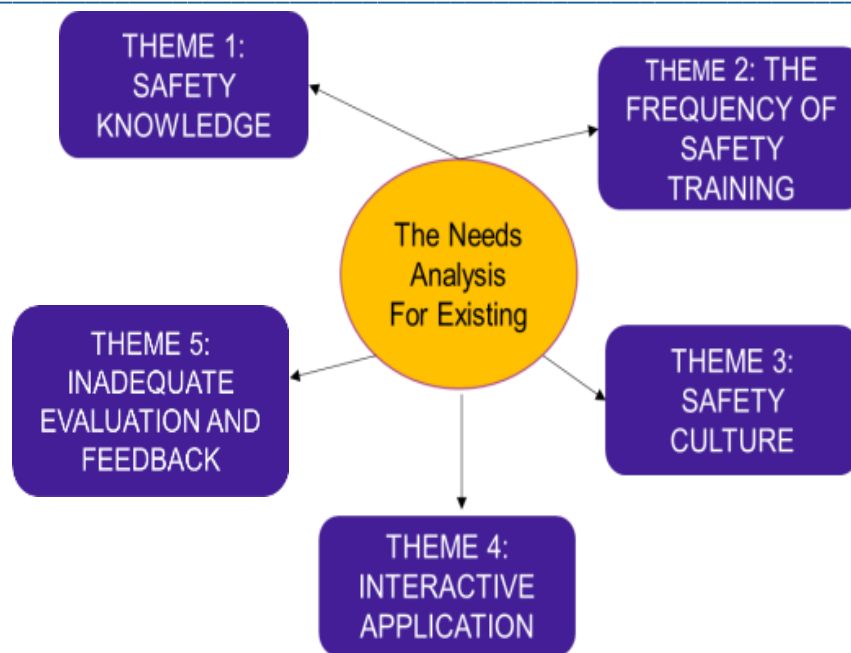 THEME 1:
SAFETY
KNOWLEDGE
THEME 2: THE
FREQUENCY OF
SAFETY
TRAINING
The Needs
Analysis
For Existing
THEME 3:
SAFETY
CULTURE
THEME 4:
INTERACTIVE
APPLICATION
THEME 5:
INADEQUATE
EVALUATION AND
FEEDBACK